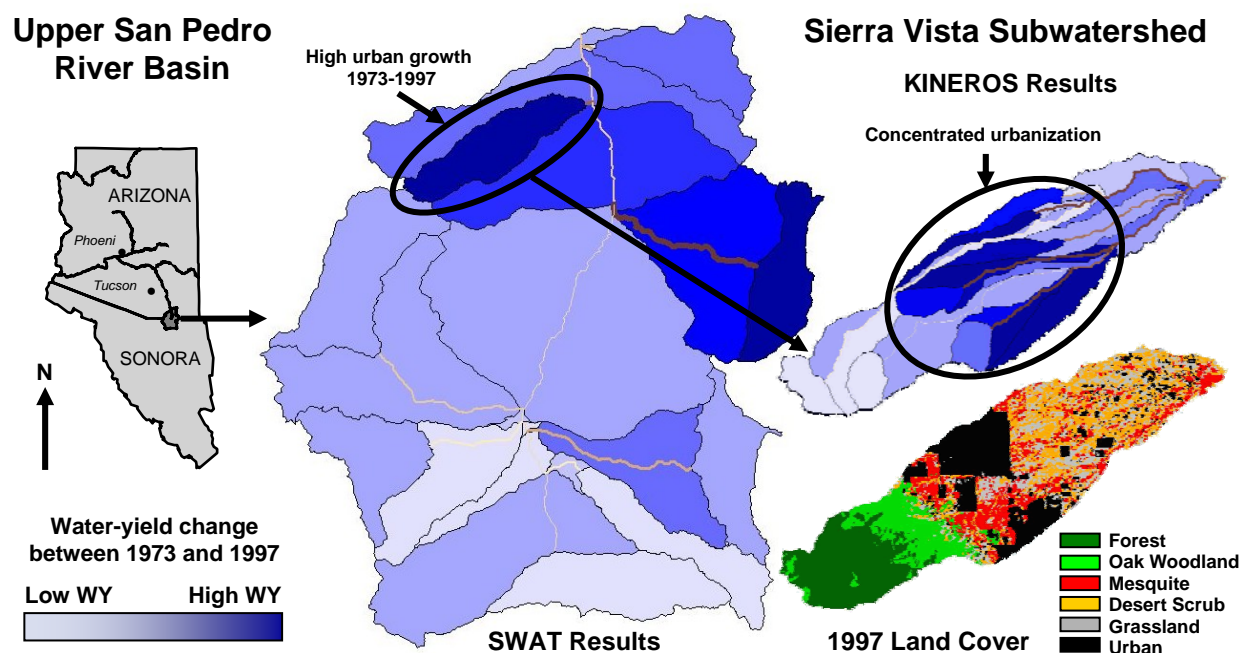 Upper San Pedro
River Basin
High urban growth
1973-1997
Sierra Vista Subwatershed
KINEROS Results
Concentrated urbanization
ARIZONA
Phoeni
Tucson
SONORA
N
Water-yield change
between 1973 and 1997
Low WY
High WY
SWAT Results
1997 Land Cover
Forest
Oak Woodland
Mesquite
Desert Scrub
Grassland
Urban